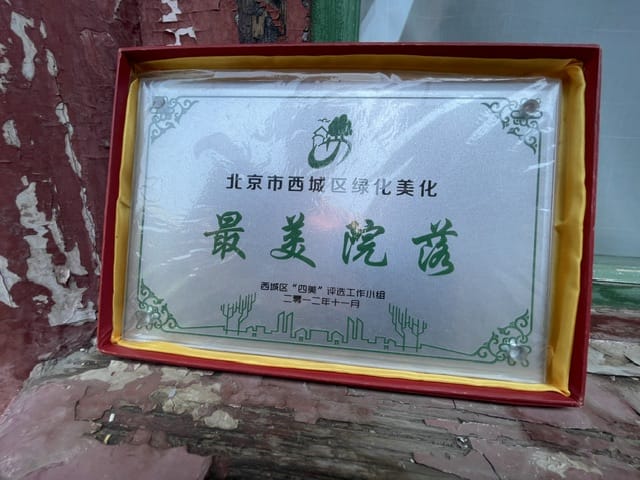 北京市西城区绿化美化
最美院落
西城区“四美”评选工作小组
二零一二年十一月